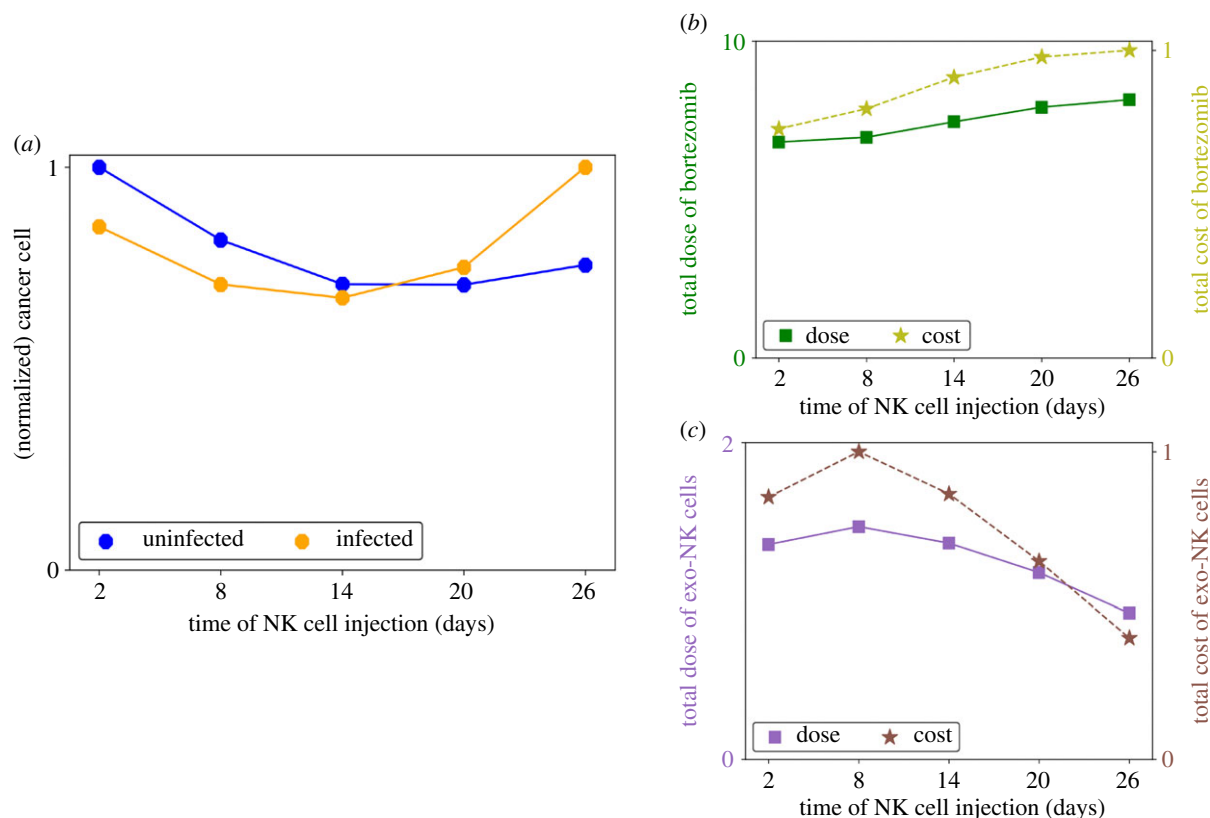 (a)
(normalized) cancer cell
1
0
uninfected infected
2 8 14 20 26
time of NK cell injection (days)
(b)
total dose of bortezomib
10
0
total cost of bortezomib
1
0
dose cost
2 8 14 20 26
time of NK cell injection (days)
(c)
total dose of exo-NK cells
2
0
total cost of exo-NK cells
1
0
dose cost
2 8 14 20 26
time of NK cell injection (days)